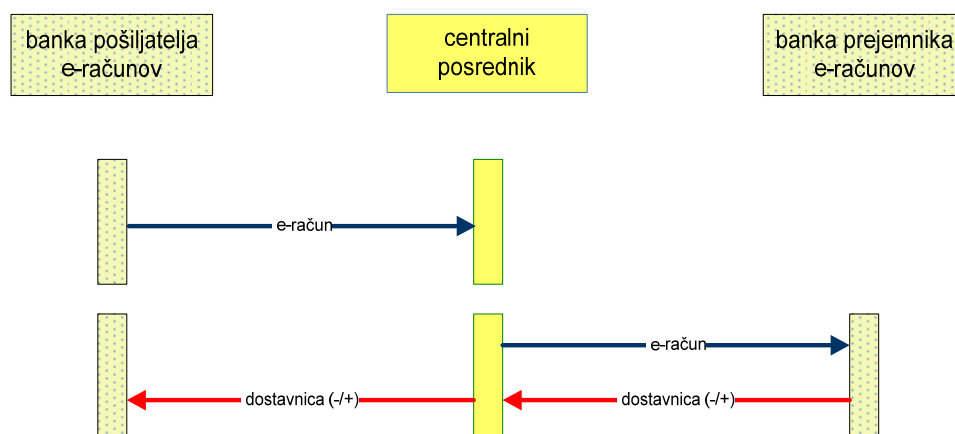 banka pošiljatelja
e-računov
centralni
posrednik
banka prejemnika
e-računov
e-račun
e-račun
dostavnica (-/+)
dostavnica (-/+)